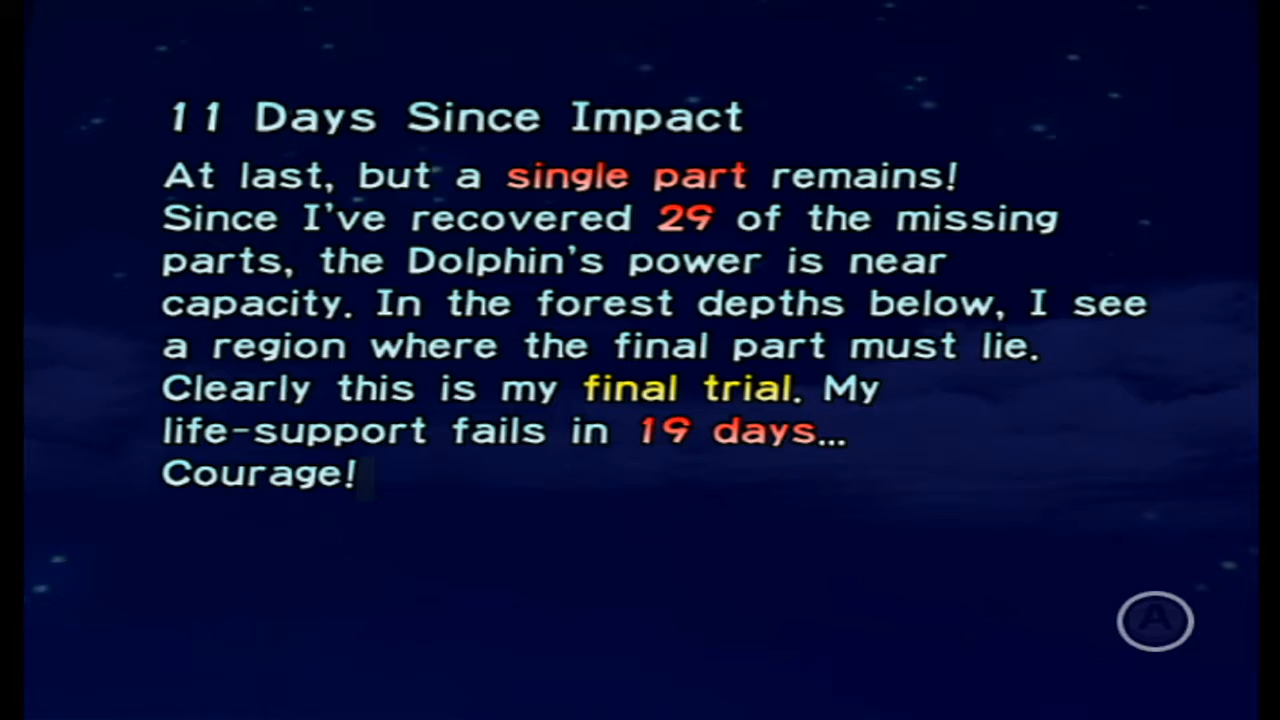 11 Days Since Impact
At last, but a single part remains!
Since I've recovered 29 of the missing
parts, the Dolphin's power is near
capacity. In the forest depths below, I see
a region where the final part must lie.
Clearly this is my final trial. My
life-support fails in 19 days...
Courage!
A